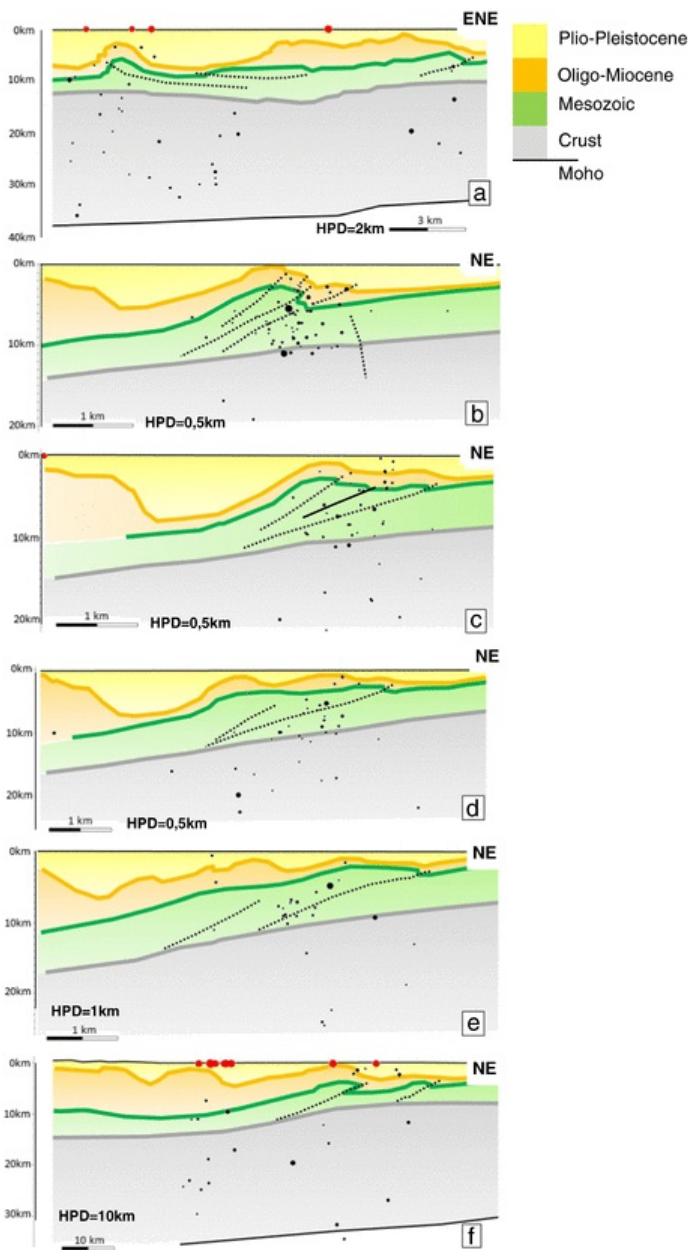 ENE
0km
10km
20km
30km
40km
a
HPD=2km
3 km
Plio-Pleistocene
Oligo-Miocene
Mesozoic
Crust
Moho
NE
0km
10km
20km
1 km
HPD=0,5km
b
NE
0km
10km
20km
1 km
HPD=0,5km
c
NE
0km
10km
20km
1 km
HPD=0,5km
d
NE
0km
10km
20km
HPD=1km
1 km
e
NE
0km
10km
20km
30km
HPD=10km
10 km
f